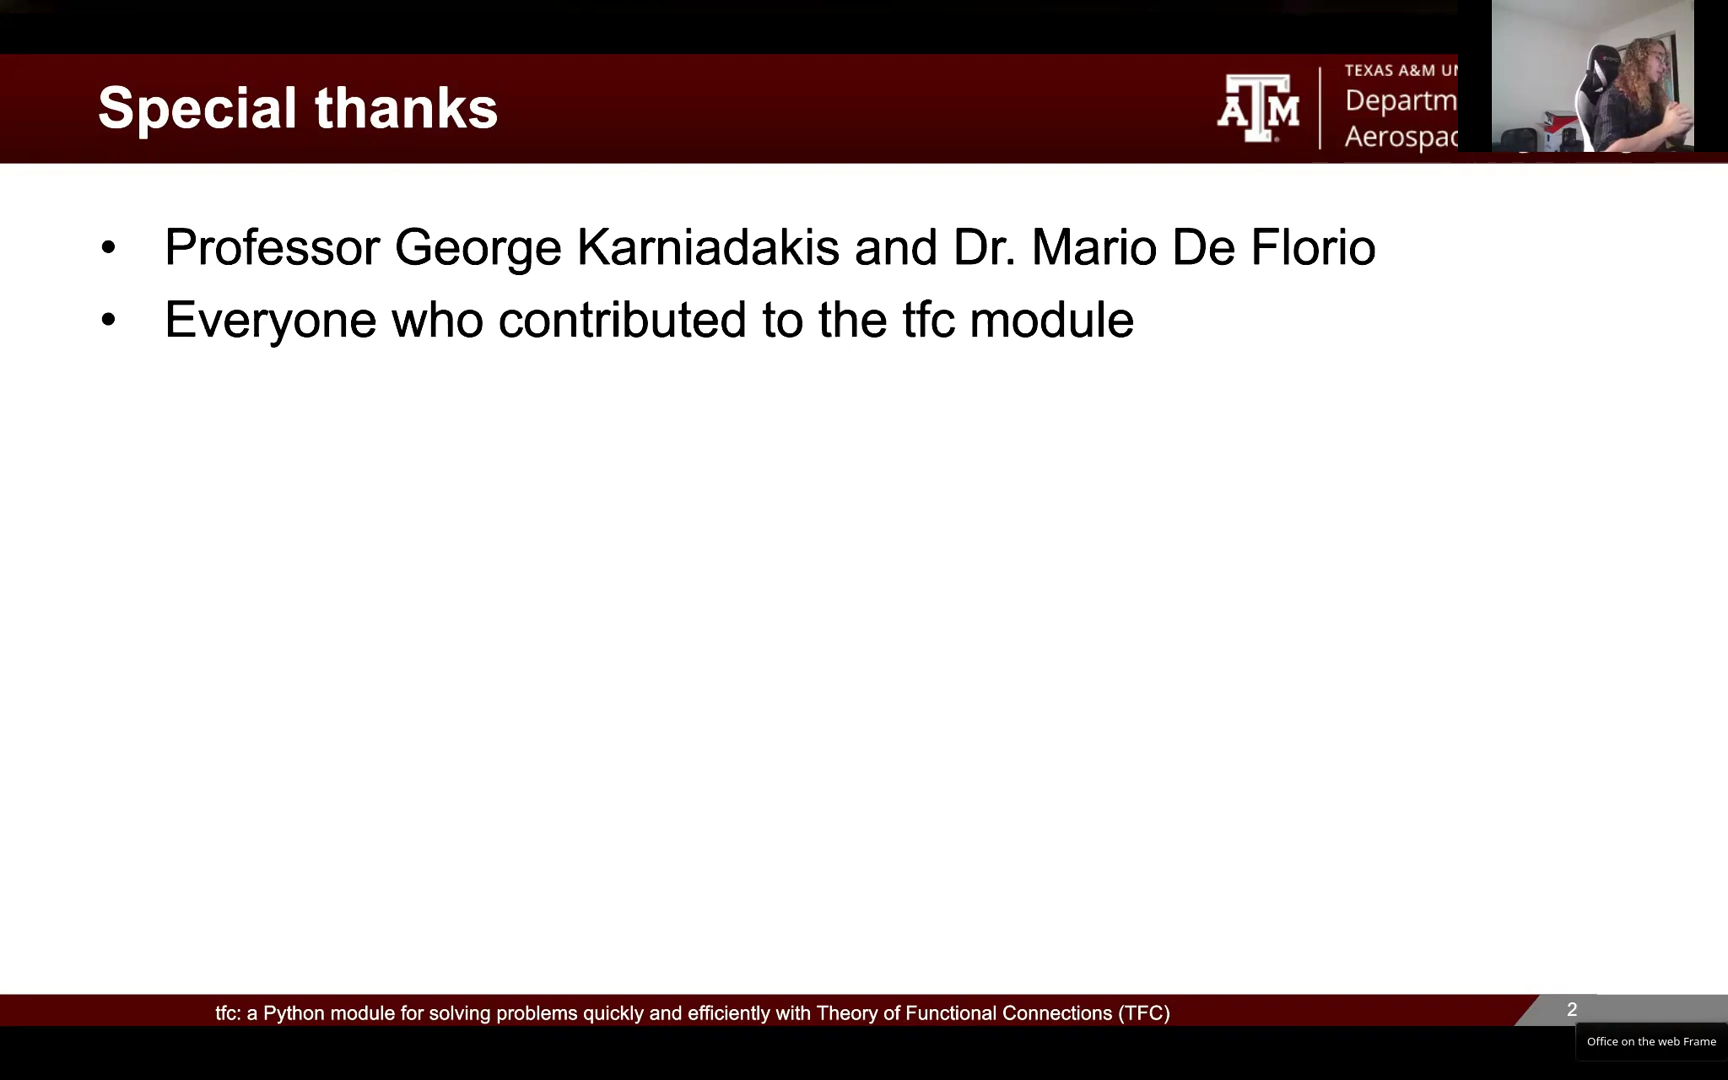 Special thanks
ATM
TEXAS A&M
Professor George Karniadakis and Dr. Mario De Florio
Everyone who contributed to the tfc module
tfc: a Python module for solving problems quickly and efficiently with Theory of Functional Connections (TFC)
2
Office on the web Frame